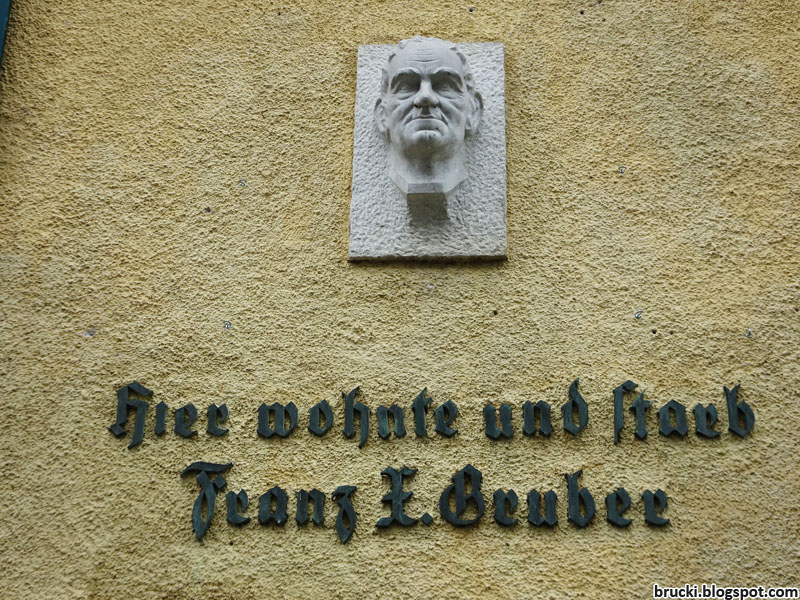 Hier wohnte und starb
Franz X. Gruber
brucki.blogspot.com